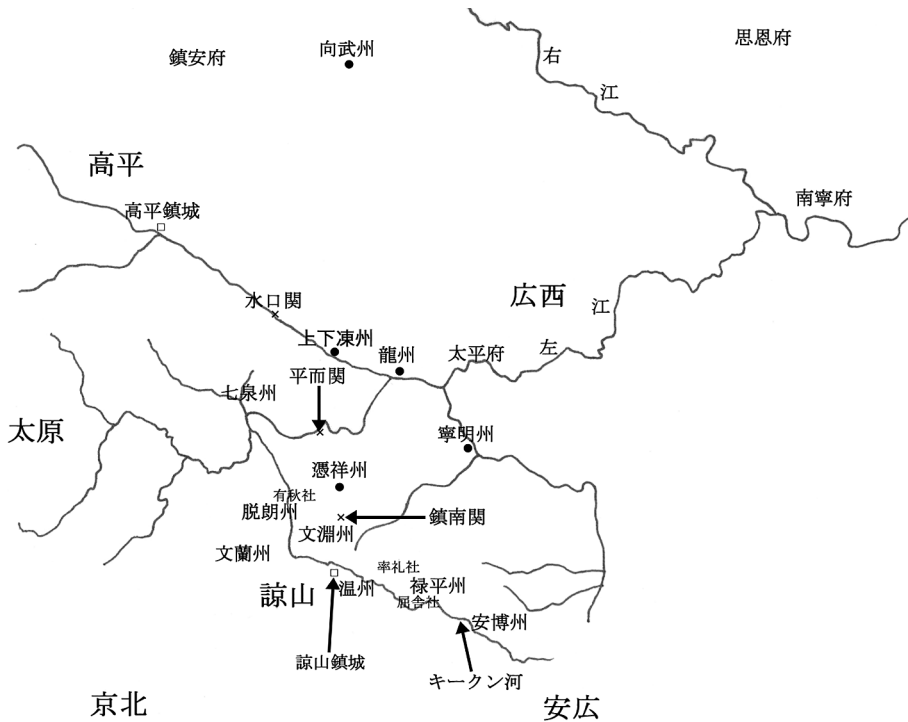 思恩府
向武州
鎮安府
右
江
高平
南寧府
高平鎮城
広西
水口関
江
上下凍州
龍州
太平府
左
平而関
七泉州
太原
寧明州
憑祥州
有秋社
脱朗州
鎮南関
文淵州
文蘭州
率礼社
諒山
温州
禄平州
屈舎社
安博州
諒山鎮城
キークン河
京北
安広